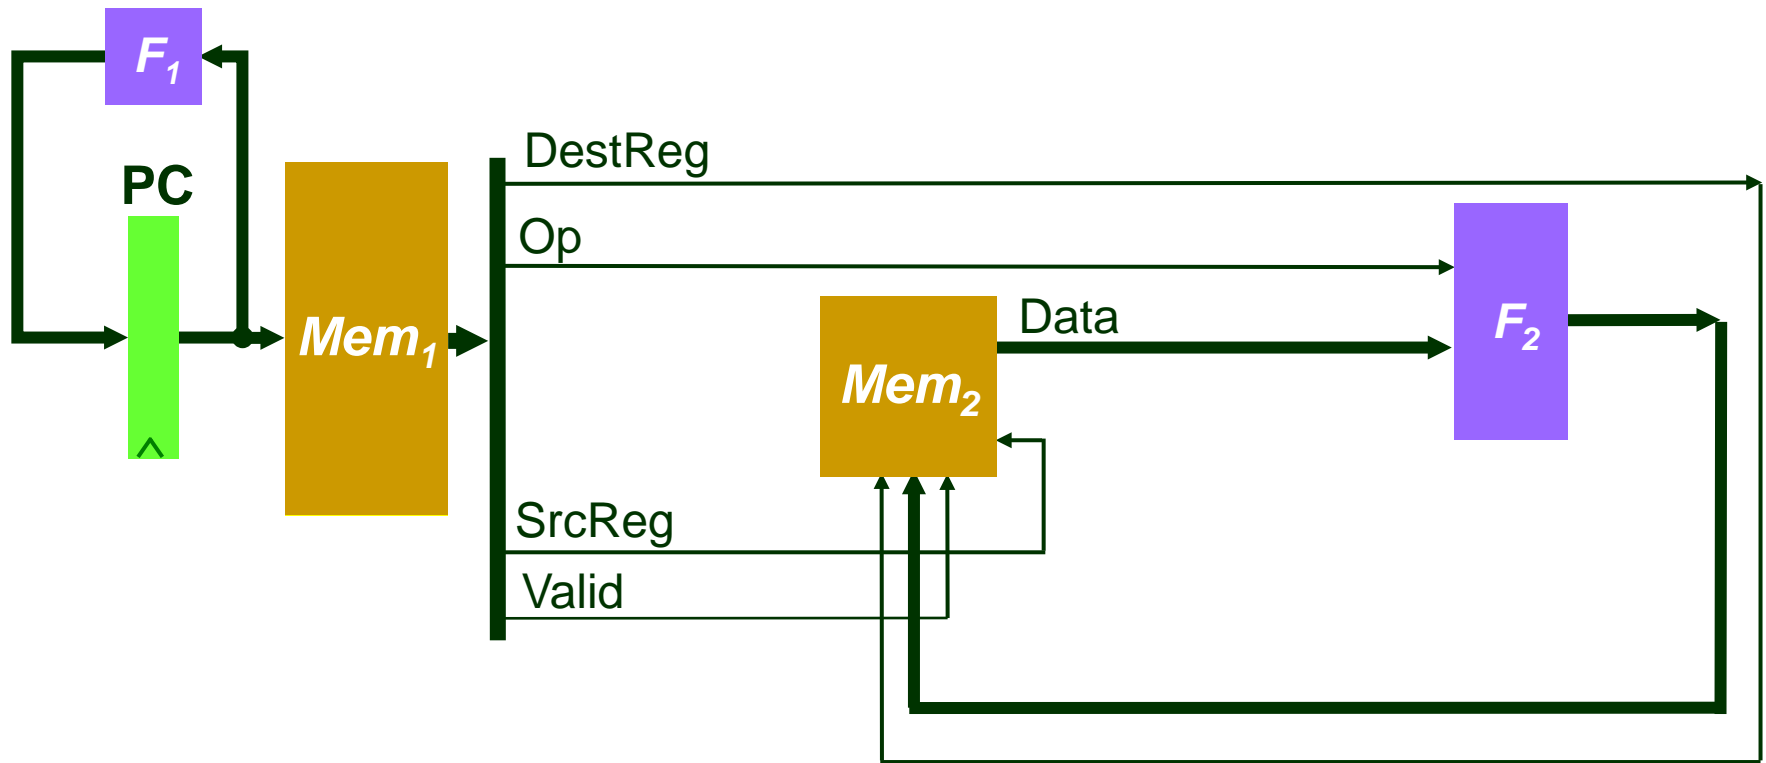 F1
PC
Mem1
DestReg
Op
Mem2
Data
F2
SrcReg
Valid